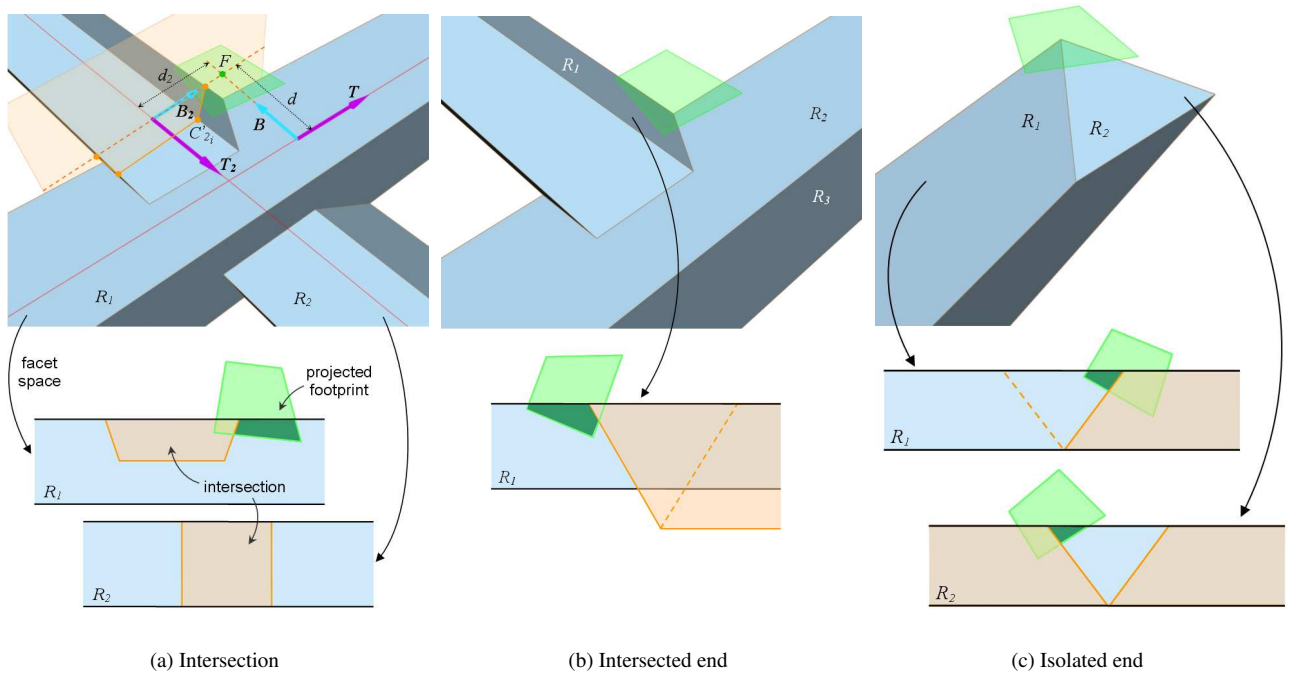 F
d₂
d
T
B₂
B
C'₂ᵢ
T₂
R₁
R₂
facet
space
projected
footprint
intersection
R₁
R₂
(a) Intersection
R₁
R₂
R₃
R₁
(b) Intersected end
R₁
R₂
R₁
R₂
(c) Isolated end